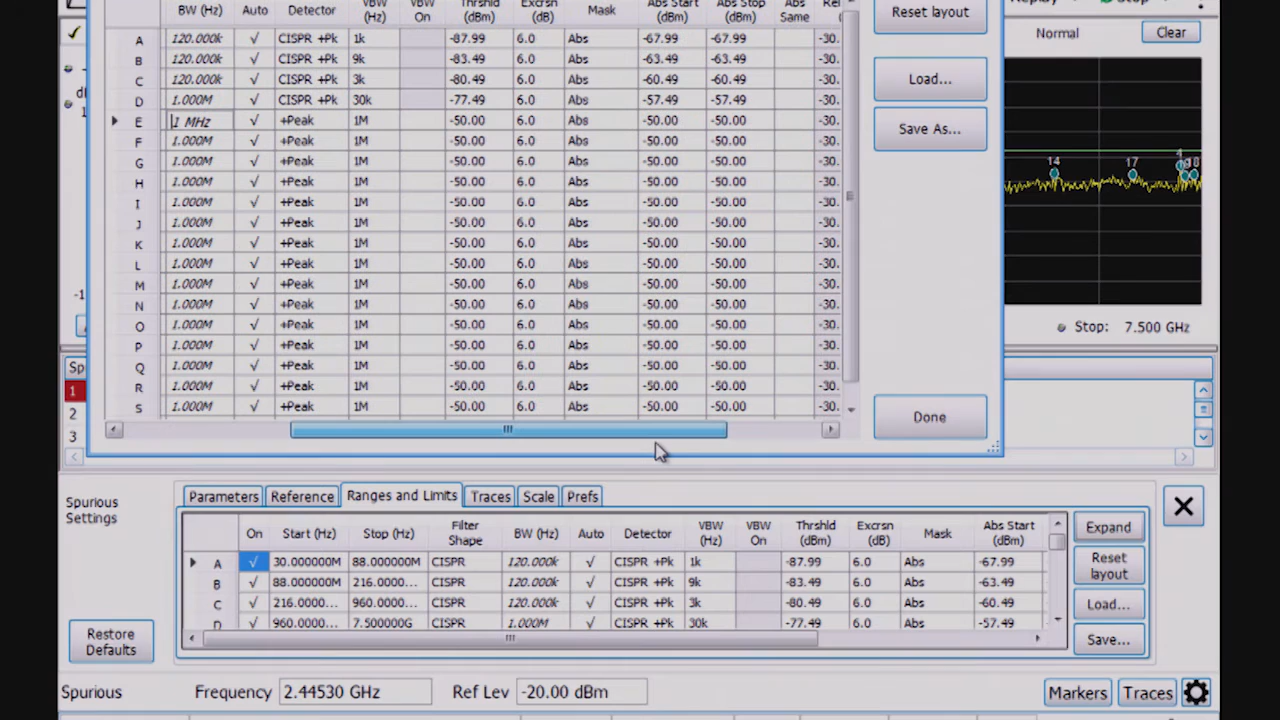 BW (Hz) Auto Detector VBW (Hz) VBW On Thrshld (dBm) Excrsn (dB) Mask Abs Start (dBm) Abs Stop (dBm) Abs Same
A 120.000k √ CISPR +Pk 1k -87.99 6.0 Abs -67.99 -67.99 -30.
B 120.000k √ CISPR +Pk 9k -83.49 6.0 Abs -63.49 -63.49 -30.
C 120.000k √ CISPR +Pk 3k -80.49 6.0 Abs -60.49 -60.49 -30.
D 1.000M √ CISPR +Pk 30k -77.49 6.0 Abs -57.49 -57.49 -30.
E 1 MHz √ +Peak 1M -50.00 6.0 Abs -50.00 -50.00 -30.
F 1.000M √ +Peak 1M -50.00 6.0 Abs -50.00 -50.00 -30.
G 1.000M √ +Peak 1M -50.00 6.0 Abs -50.00 -50.00 -30.
H 1.000M √ +Peak 1M -50.00 6.0 Abs -50.00 -50.00 -30.
I 1.000M √ +Peak 1M -50.00 6.0 Abs -50.00 -50.00 -30.
J 1.000M √ +Peak 1M -50.00 6.0 Abs -50.00 -50.00 -30.
K 1.000M √ +Peak 1M -50.00 6.0 Abs -50.00 -50.00 -30.
L 1.000M √ +Peak 1M -50.00 6.0 Abs -50.00 -50.00 -30.
M 1.000M √ +Peak 1M -50.00 6.0 Abs -50.00 -50.00 -30.
N 1.000M √ +Peak 1M -50.00 6.0 Abs -50.00 -50.00 -30.
O 1.000M √ +Peak 1M -50.00 6.0 Abs -50.00 -50.00 -30.
P 1.000M √ +Peak 1M -50.00 6.0 Abs -50.00 -50.00 -30.
Q 1.000M √ +Peak 1M -50.00 6.0 Abs -50.00 -50.00 -30.
R 1.000M √ +Peak 1M -50.00 6.0 Abs -50.00 -50.00 -30.
S 1.000M √ +Peak 1M -50.00 6.0 Abs -50.00 -50.00 -30.
Reset layout
Load...
Save As...
Done
Normal Clear
14 17 4 18
Stop: 7.500 GHz
1
2
3
Spurious
Settings
Parameters Reference Ranges and Limits Traces Scale Prefs
On Start (Hz) Stop (Hz) Filter Shape BW (Hz) Auto Detector VBW (Hz) VBW On Thrshld (dBm) Excrsn (dB) Mask Abs Start (dBm)
A √ 30.000000M 88.000000M CISPR 120.000k √ CISPR +Pk 1k -87.99 6.0 Abs -67.99
B √ 88.000000M 216.0000... CISPR 120.000k √ CISPR +Pk 9k -83.49 6.0 Abs -63.49
C √ 216.0000... 960.0000... CISPR 120.000k √ CISPR +Pk 3k -80.49 6.0 Abs -60.49
D √ 960.0000... 7.500000G CISPR 1.000M √ CISPR +Pk 30k -77.49 6.0 Abs -57.49
Expand
Reset
layout
Load...
Save...
Restore
Defaults
Spurious Frequency 2.44530 GHz Ref Lev -20.00 dBm Markers Traces